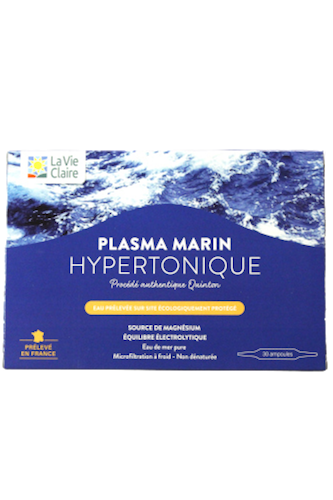 La Vie
Claire
PLASMA MARIN
HYPERTONIQUE
Procédé authentique Quinton
EAU PRÉLEVÉE SUR SITE ÉCOLOGIQUEMENT PROTÉGÉ
SOURCE DE MAGNÉSIUM
ÉQUILIBRE ÉLECTROLYTIQUE
Eau de mer pure
Microfiltration à froid - Non dénaturée
PRÉLEVÉ
EN FRANCE
30 ampoules